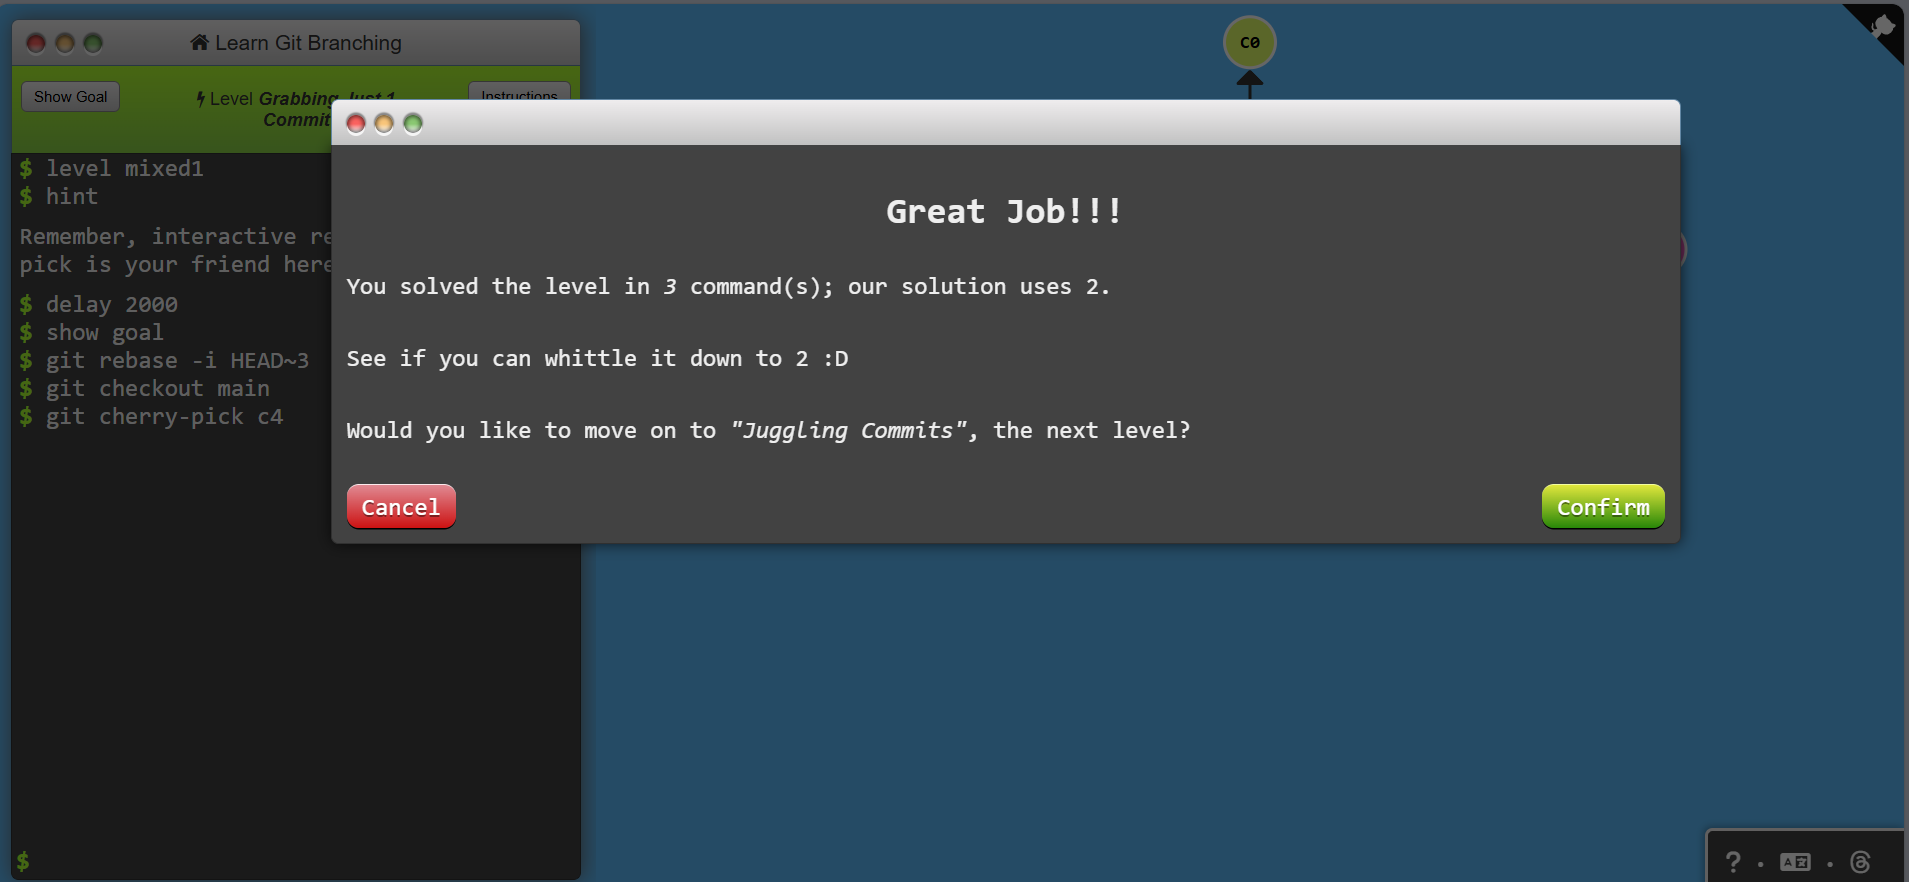 Learn Git Branching
C0
Show Goal
Level Grabbing Just 1
Commit
Instructions
$ level mixed1
$ hint
Remember, interactive re
pick is your friend here
$ delay 2000
$ show goal
$ git rebase -i HEAD~3
$ git checkout main
$ git cherry-pick c4
$
Great Job!!!
You solved the level in 3 command(s); our solution uses 2.
See if you can whittle it down to 2 :D
Would you like to move on to "Juggling Commits", the next level?
Cancel
Confirm
?